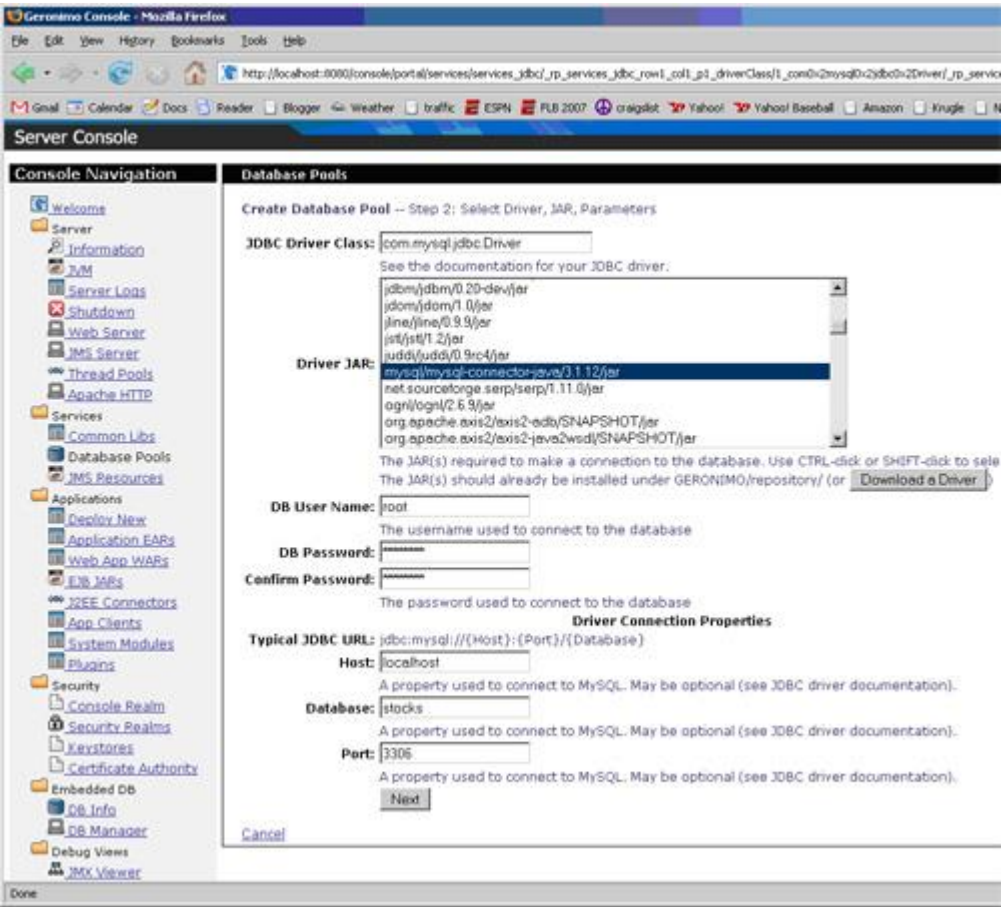 Geronimo Console - Mozilla Firefox
File Edit View History Bookmarks Tools Help
http://localhost:8080/console/portal/services/services_jdbc/_rp_services_jdbc_row1_col1_p1_driverClass/1_com0x2mysql0x2jdbc0x2Driver/_rp_service
Gmail Calendar Docs Reader Blogger Weather traffic ESPN FLB 2007 craigslist Yahoo! Yahoo! Baseball Amazon Krugle N
Server Console
Console Navigation
Welcome
Server
Information
JVM
Server Logs
Shutdown
Web Server
JMS Server
Thread Pools
Apache HTTP
Services
Common Libs
Database Pools
JMS Resources
Applications
Deploy New
Application EARs
Web App WARs
EJB JARs
J2EE Connectors
App Clients
System Modules
Plugins
Security
Console Realm
Security Realms
Keystores
Certificate Authority
Embedded DB
DB Info
DB Manager
Debug Views
JMX Viewer
Database Pools
Create Database Pool -- Step 2: Select Driver, JAR, Parameters
JDBC Driver Class: com.mysql.jdbc.Driver
See the documentation for your JDBC driver.
Driver JAR:
jdbm/jdbm/0.20-dev/jar
jdom/jdom/1.0/jar
jline/jline/0.9.9/jar
jstl/jstl/1.2/jar
juddi/juddi/0.9rc4/jar
mysql/mysql-connector-java/3.1.12/jar
net.sourceforge.serp/serp/1.11.0/jar
ognl/ognl/2.6.9/jar
org.apache.axis2/axis2-adb/SNAPSHOT/jar
org.apache.axis2/axis2-java2wsdl/SNAPSHOT/jar
The JAR(s) required to make a connection to the database. Use CTRL-click or SHIFT-click to sele
The JAR(s) should already be installed under GERONIMO/repository/ (or Download a Driver )
DB User Name: root
The username used to connect to the database
DB Password: ********
Confirm Password: ********
The password used to connect to the database
Driver Connection Properties
Typical JDBC URL: jdbc:mysql://{Host}:{Port}/{Database}
Host: localhost
A property used to connect to MySQL. May be optional (see JDBC driver documentation).
Database: stocks
A property used to connect to MySQL. May be optional (see JDBC driver documentation).
Port: 3306
A property used to connect to MySQL. May be optional (see JDBC driver documentation).
Next
Cancel
Done